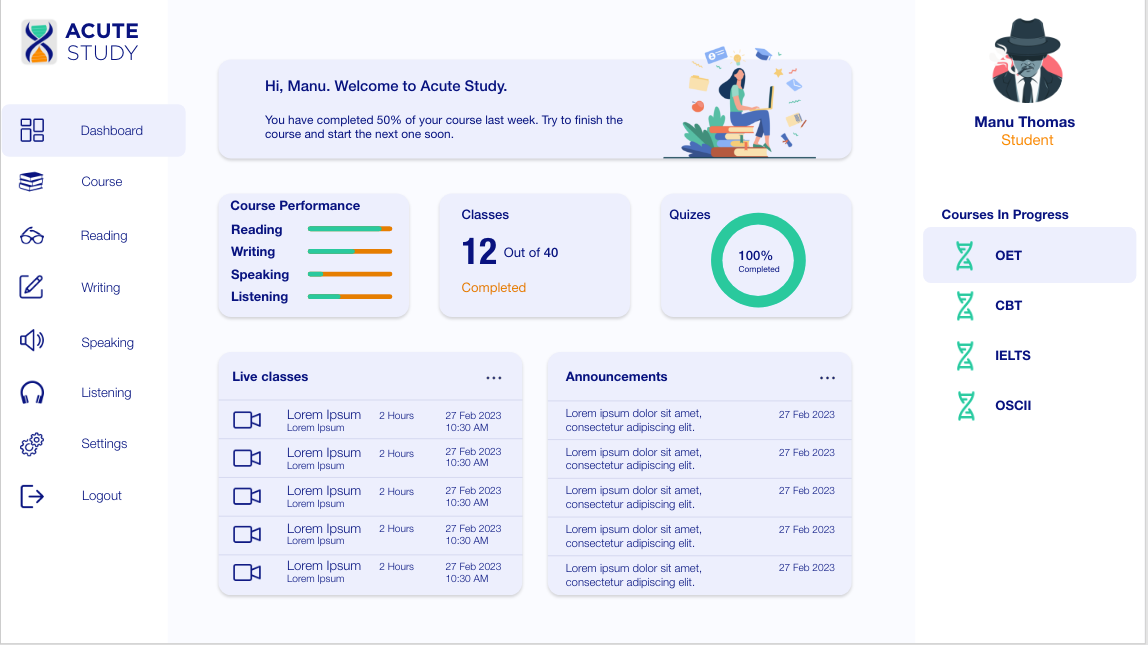 ACUTE
STUDY
Dashboard
Course
Reading
Writing
Speaking
Listening
Settings
Logout
Hi, Manu. Welcome to Acute Study.
You have completed 50% of your course last week. Try to finish the
course and start the next one soon.
Course Performance
Reading
Writing
Speaking
Listening
Classes
12 Out of 40
Completed
Quizes
100%
Completed
Live classes
Lorem Ipsum 2 Hours 27 Feb 2023
Lorem Ipsum 10:30 AM
Lorem Ipsum 2 Hours 27 Feb 2023
Lorem Ipsum 10:30 AM
Lorem Ipsum 2 Hours 27 Feb 2023
Lorem Ipsum 10:30 AM
Lorem Ipsum 2 Hours 27 Feb 2023
Lorem Ipsum 10:30 AM
Lorem Ipsum 2 Hours 27 Feb 2023
Lorem Ipsum 10:30 AM
Announcements
Lorem ipsum dolor sit amet, 27 Feb 2023
consectetur adipiscing elit.
Lorem ipsum dolor sit amet, 27 Feb 2023
consectetur adipiscing elit.
Lorem ipsum dolor sit amet, 27 Feb 2023
consectetur adipiscing elit.
Lorem ipsum dolor sit amet, 27 Feb 2023
consectetur adipiscing elit.
Lorem ipsum dolor sit amet, 27 Feb 2023
consectetur adipiscing elit.
Manu Thomas
Student
Courses In Progress
OET
CBT
IELTS
OSCII